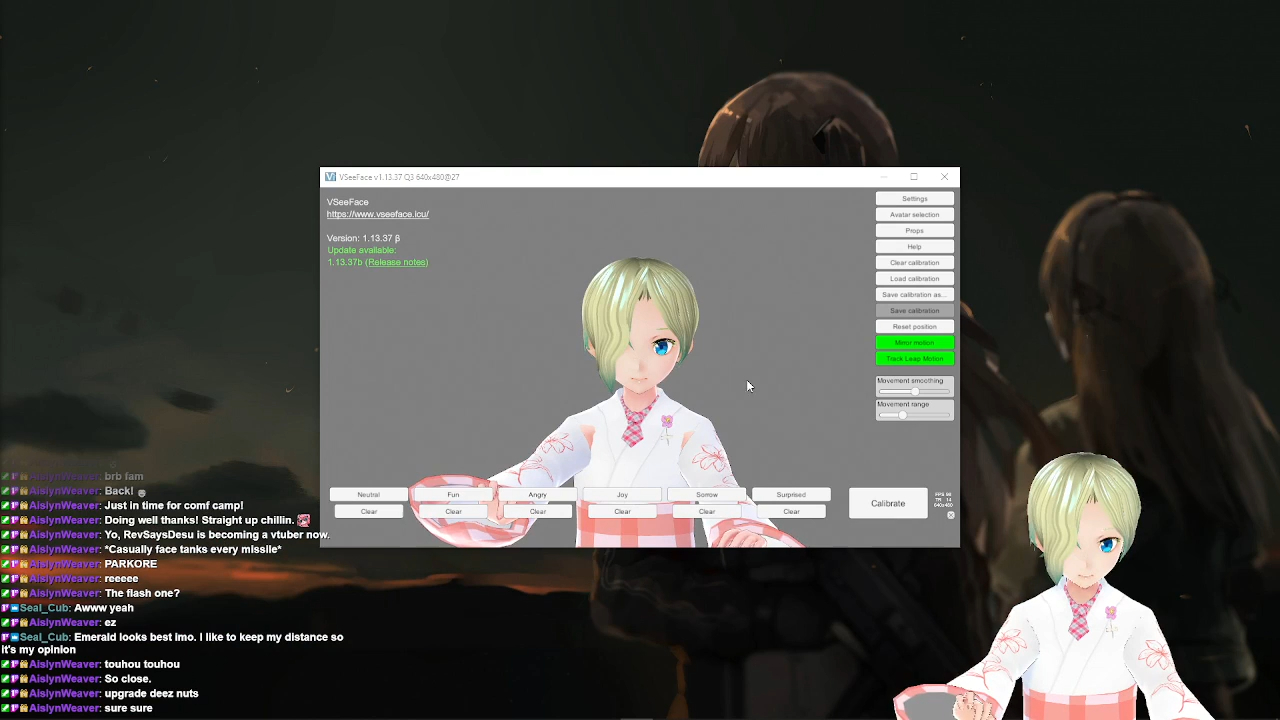 VSeeFace v1.13.37 Q3 640x480@27
VSeeFace
https://www.vseeface.icu/
Version: 1.13.37 β
Update available:
1.13.37b (Release notes)
Settings
Avatar selection
Props
Help
Clear calibration
Load calibration
Save calibration as...
Save calibration
Reset position
Mirror motion
Track Leap Motion
Movement smoothing
Movement range
Neutral Fun Angry Joy Sorrow Surprised
Clear Clear Clear Clear Clear Clear
Calibrate
640x480
AislynWeaver: brb fam
AislynWeaver: Back!
AislynWeaver: Just in time for comf camp!
AislynWeaver: Doing well thanks! Straight up chillin.
AislynWeaver: Yo, RevSaysDesu is becoming a vtuber now.
AislynWeaver: *Casually face tanks every missile*
AislynWeaver: PARKORE
AislynWeaver: reeeee
AislynWeaver: The flash one?
Seal_Cub: Awww yeah
AislynWeaver: ez
Seal_Cub: Emerald looks best imo. I like to keep my distance so
it's my opinion
AislynWeaver: touhou touhou
AislynWeaver: So close.
AislynWeaver: upgrade deez nuts
AislynWeaver: sure sure